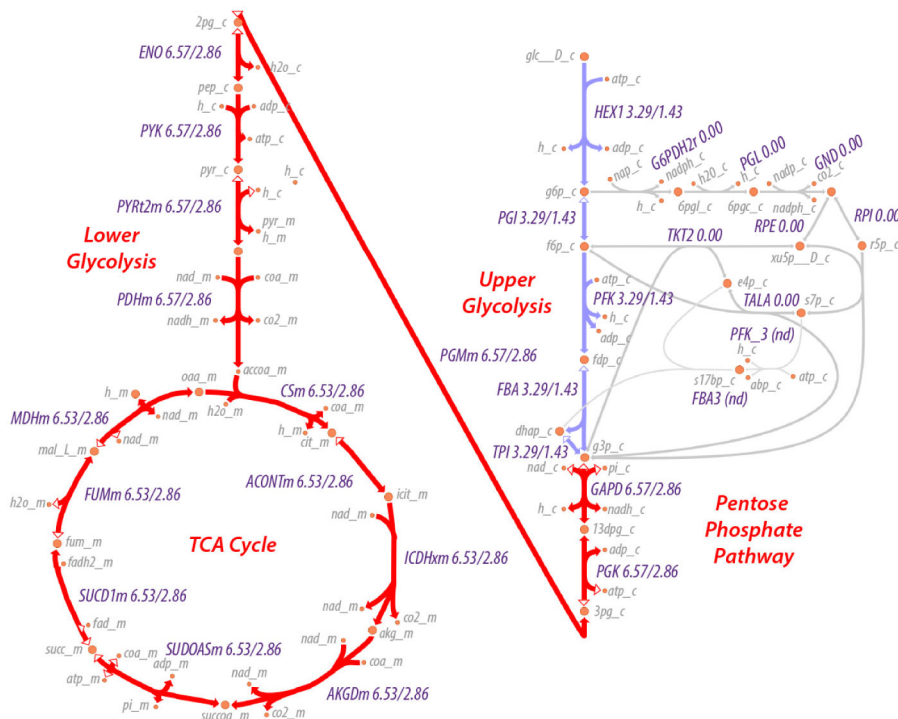 2pg_c
ENO 6.57/2.86
h2o_c
pep_c
h_c
adp_c
PYK 6.57/2.86
atp_c
pyr_c
h_c
h_c
PYRt2m 6.57/2.86
pyr_m
h_m
Lower
Glycolysis
nad_m
coa_m
PDHm 6.57/2.86
nadh_m
co2_m
accoa_m
oaa_m
CSm 6.53/2.86
h_m
h2o_m
coa_m
nad_m
MDHm 6.53/2.86
h_m
cit_m
nad_m
mal_L_m
ACONTm 6.53/2.86
icit_m
h2o_m
FUMm 6.53/2.86
nad_m
fum_m
TCA Cycle
fadh2_m
ICDHxm 6.53/2.86
SUCD1m 6.53/2.86
nad_m
co2_m
fad_m
akg_m
nad_m
succ_m
SUDOASm 6.53/2.86
coa_m
adp_m
coa_m
atp_m
nad_m
AKGDm 6.53/2.86
pi_m
succoa_m
co2_m
glc__D_c
atp_c
HEX1 3.29/1.43
h_c
adp_c
G6PDH2r 0.00
PGL 0.00
GND 0.00
nap_c
nadph_c
h2o_c
h_c
nadp_c
co2_c
g6p_c
h_c
6pgl_c
6pgc_c
nadph_c
PGI 3.29/1.43
RPE 0.00
RPI 0.00
TKT2 0.00
f6p_c
xu5p__D_c
r5p_c
Upper
Glycolysis
atp_c
e4p_c
PFK 3.29/1.43
TALA 0.00
s7p_c
h_c
adp_c
PFK_3 (nd)
PGMm 6.57/2.86
fdp_c
h_c
s17bp_c
abp_c
atp_c
FBA 3.29/1.43
FBA3 (nd)
dhap_c
g3p_c
TPI 3.29/1.43
nad_c
pi_c
GAPD 6.57/2.86
h_c
nadh_c
Pentose
Phosphate
Pathway
13dpg_c
adp_c
PGK 6.57/2.86
atp_c
3pg_c